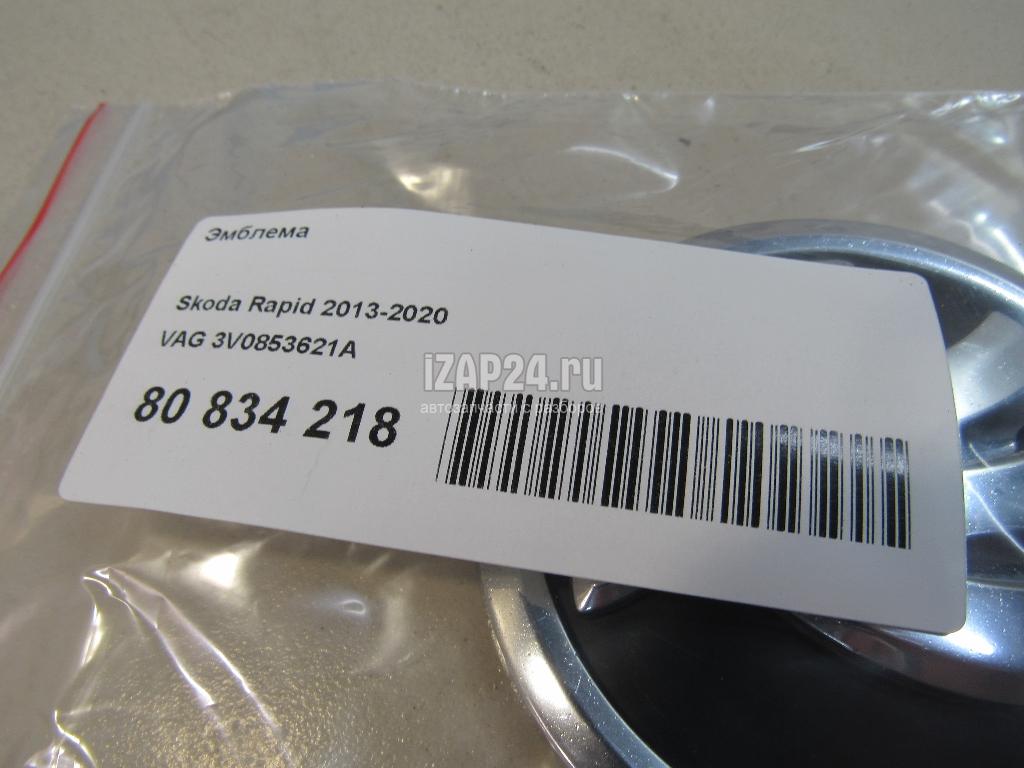 Эмблема
Skoda Rapid 2013-2020
VAG 3V0853621A
iZAP24.ru
автозапчасти с разборов
80 834 218